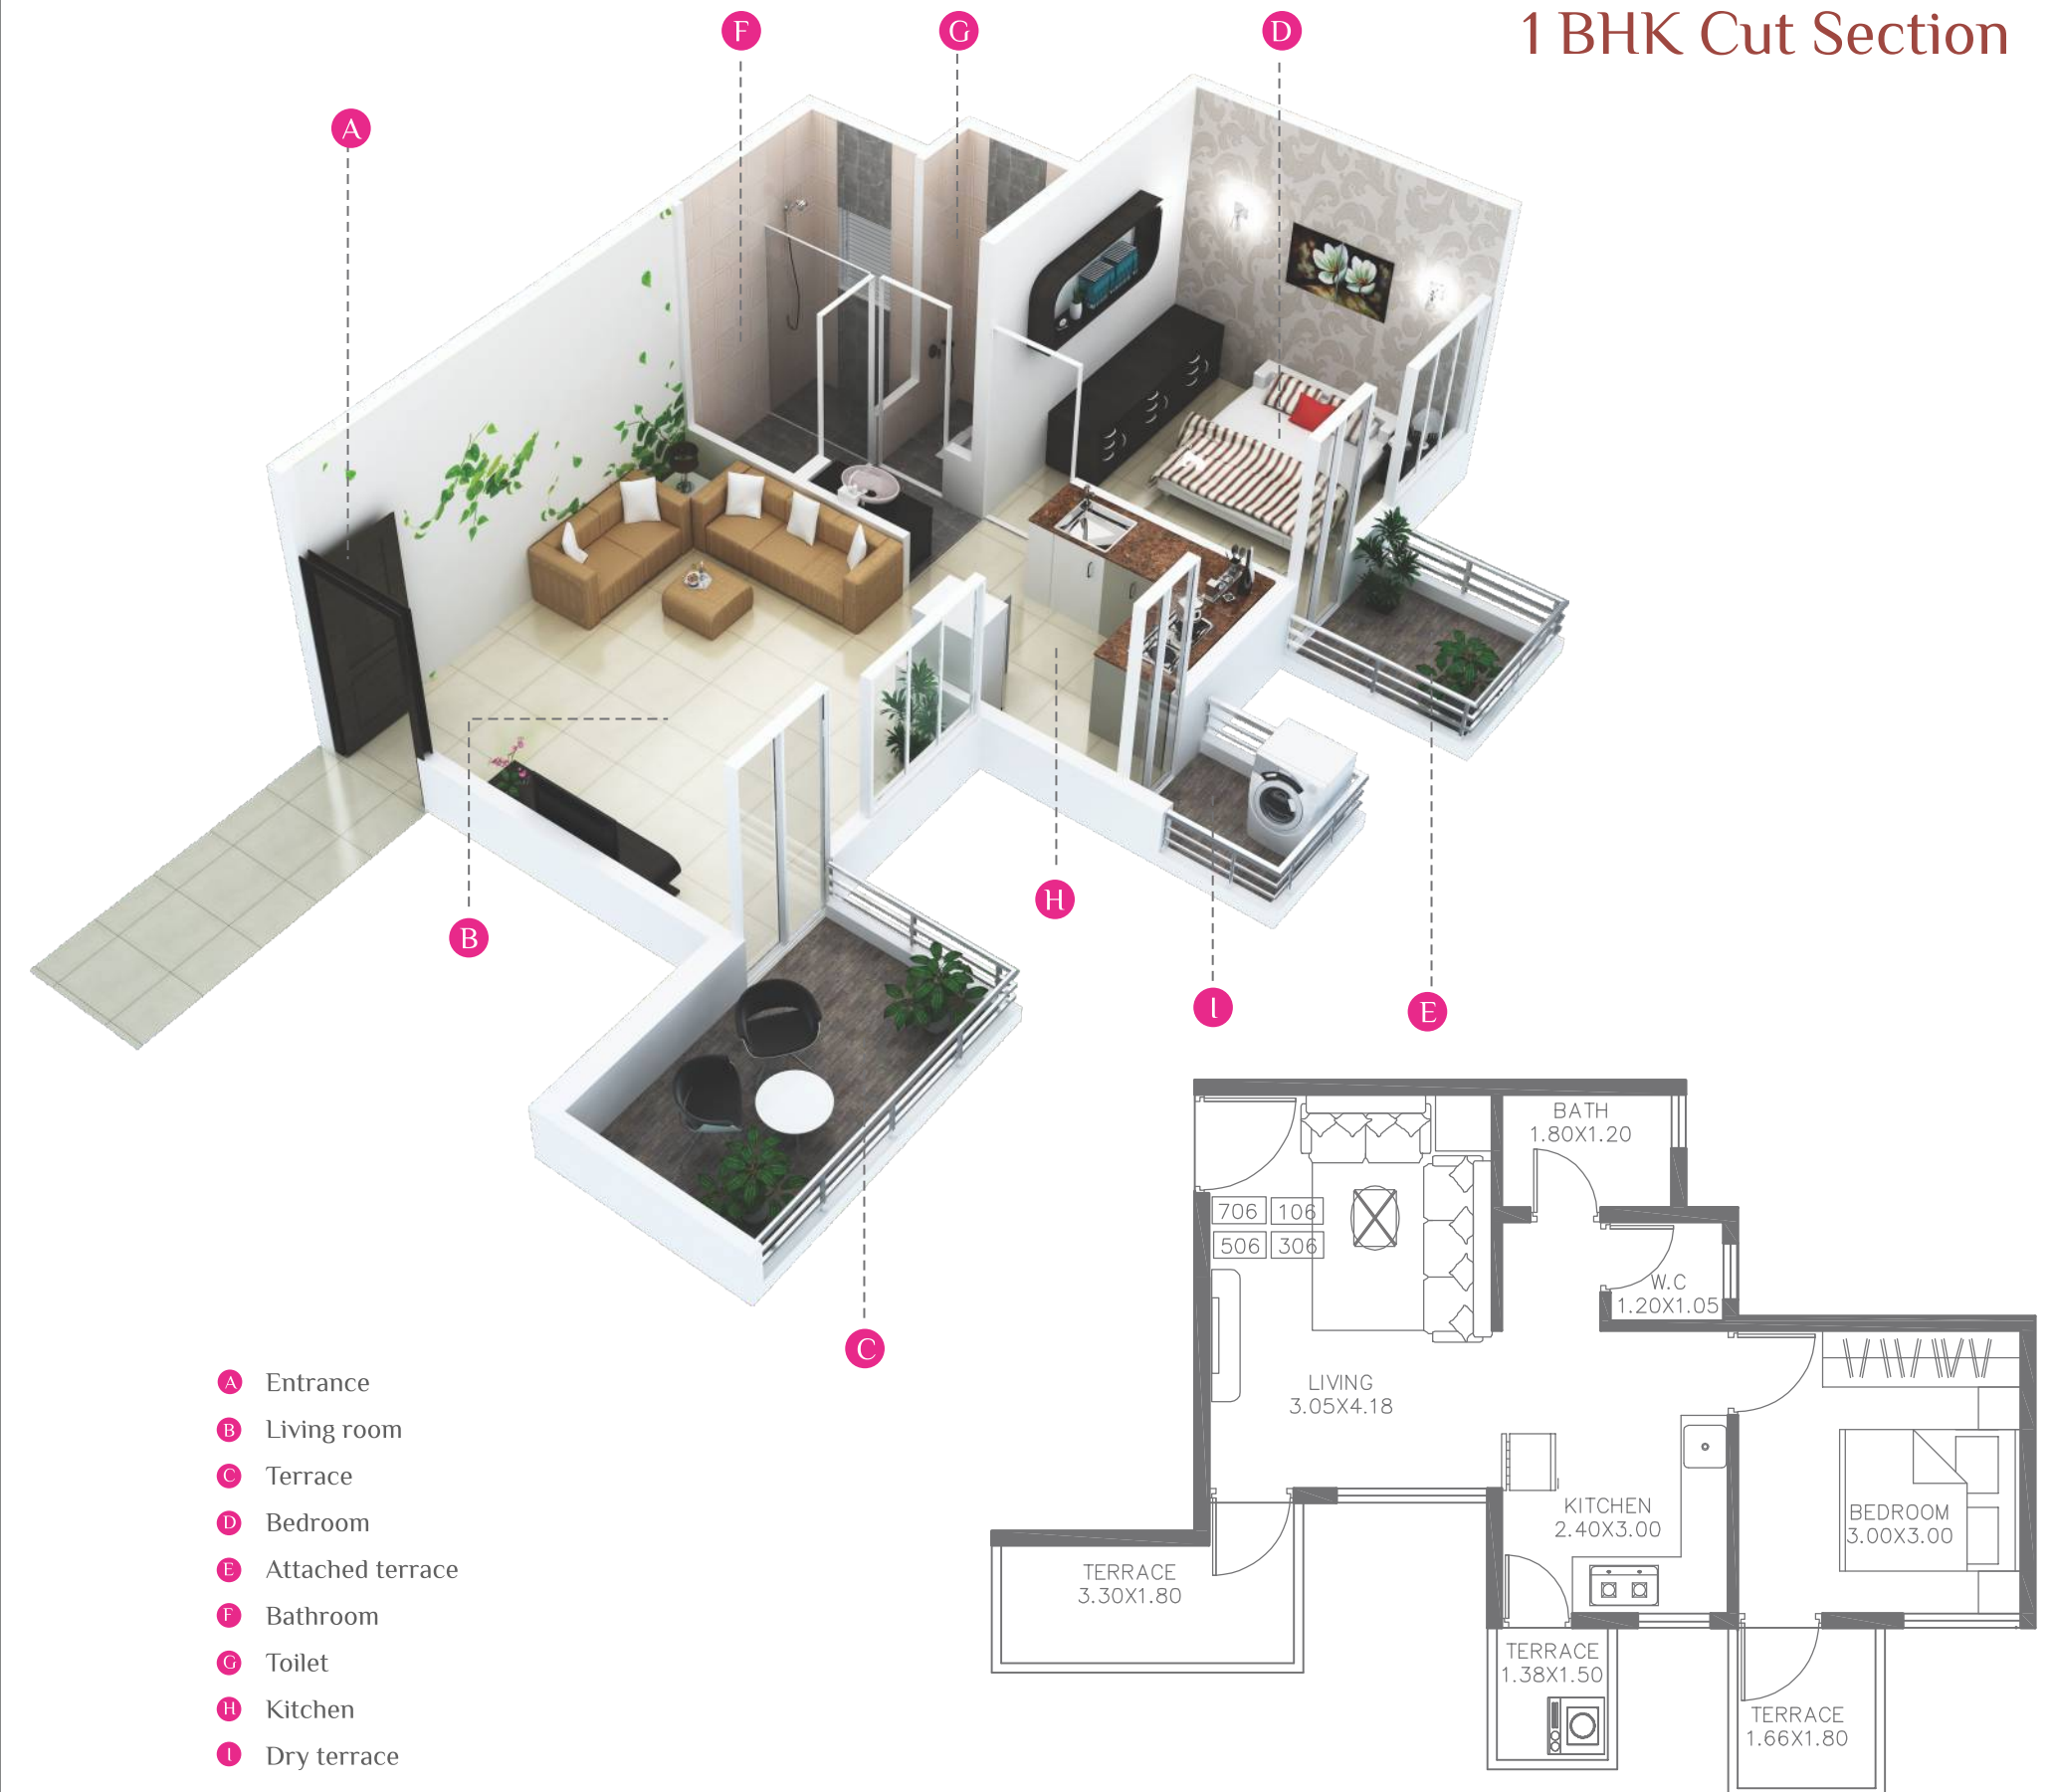 1 BHK Cut Section
F
G
D
A
B
H
I
E
C
A Entrance
B Living room
C Terrace
D Bedroom
E Attached terrace
F Bathroom
G Toilet
H Kitchen
I Dry terrace
BATH
1.80X1.20
706 106
506 306
W.C
1.20X1.05
LIVING
3.05X4.18
KITCHEN
2.40X3.00
BEDROOM
3.00X3.00
TERRACE
3.30X1.80
TERRACE
1.38X1.50
TERRACE
1.66X1.80